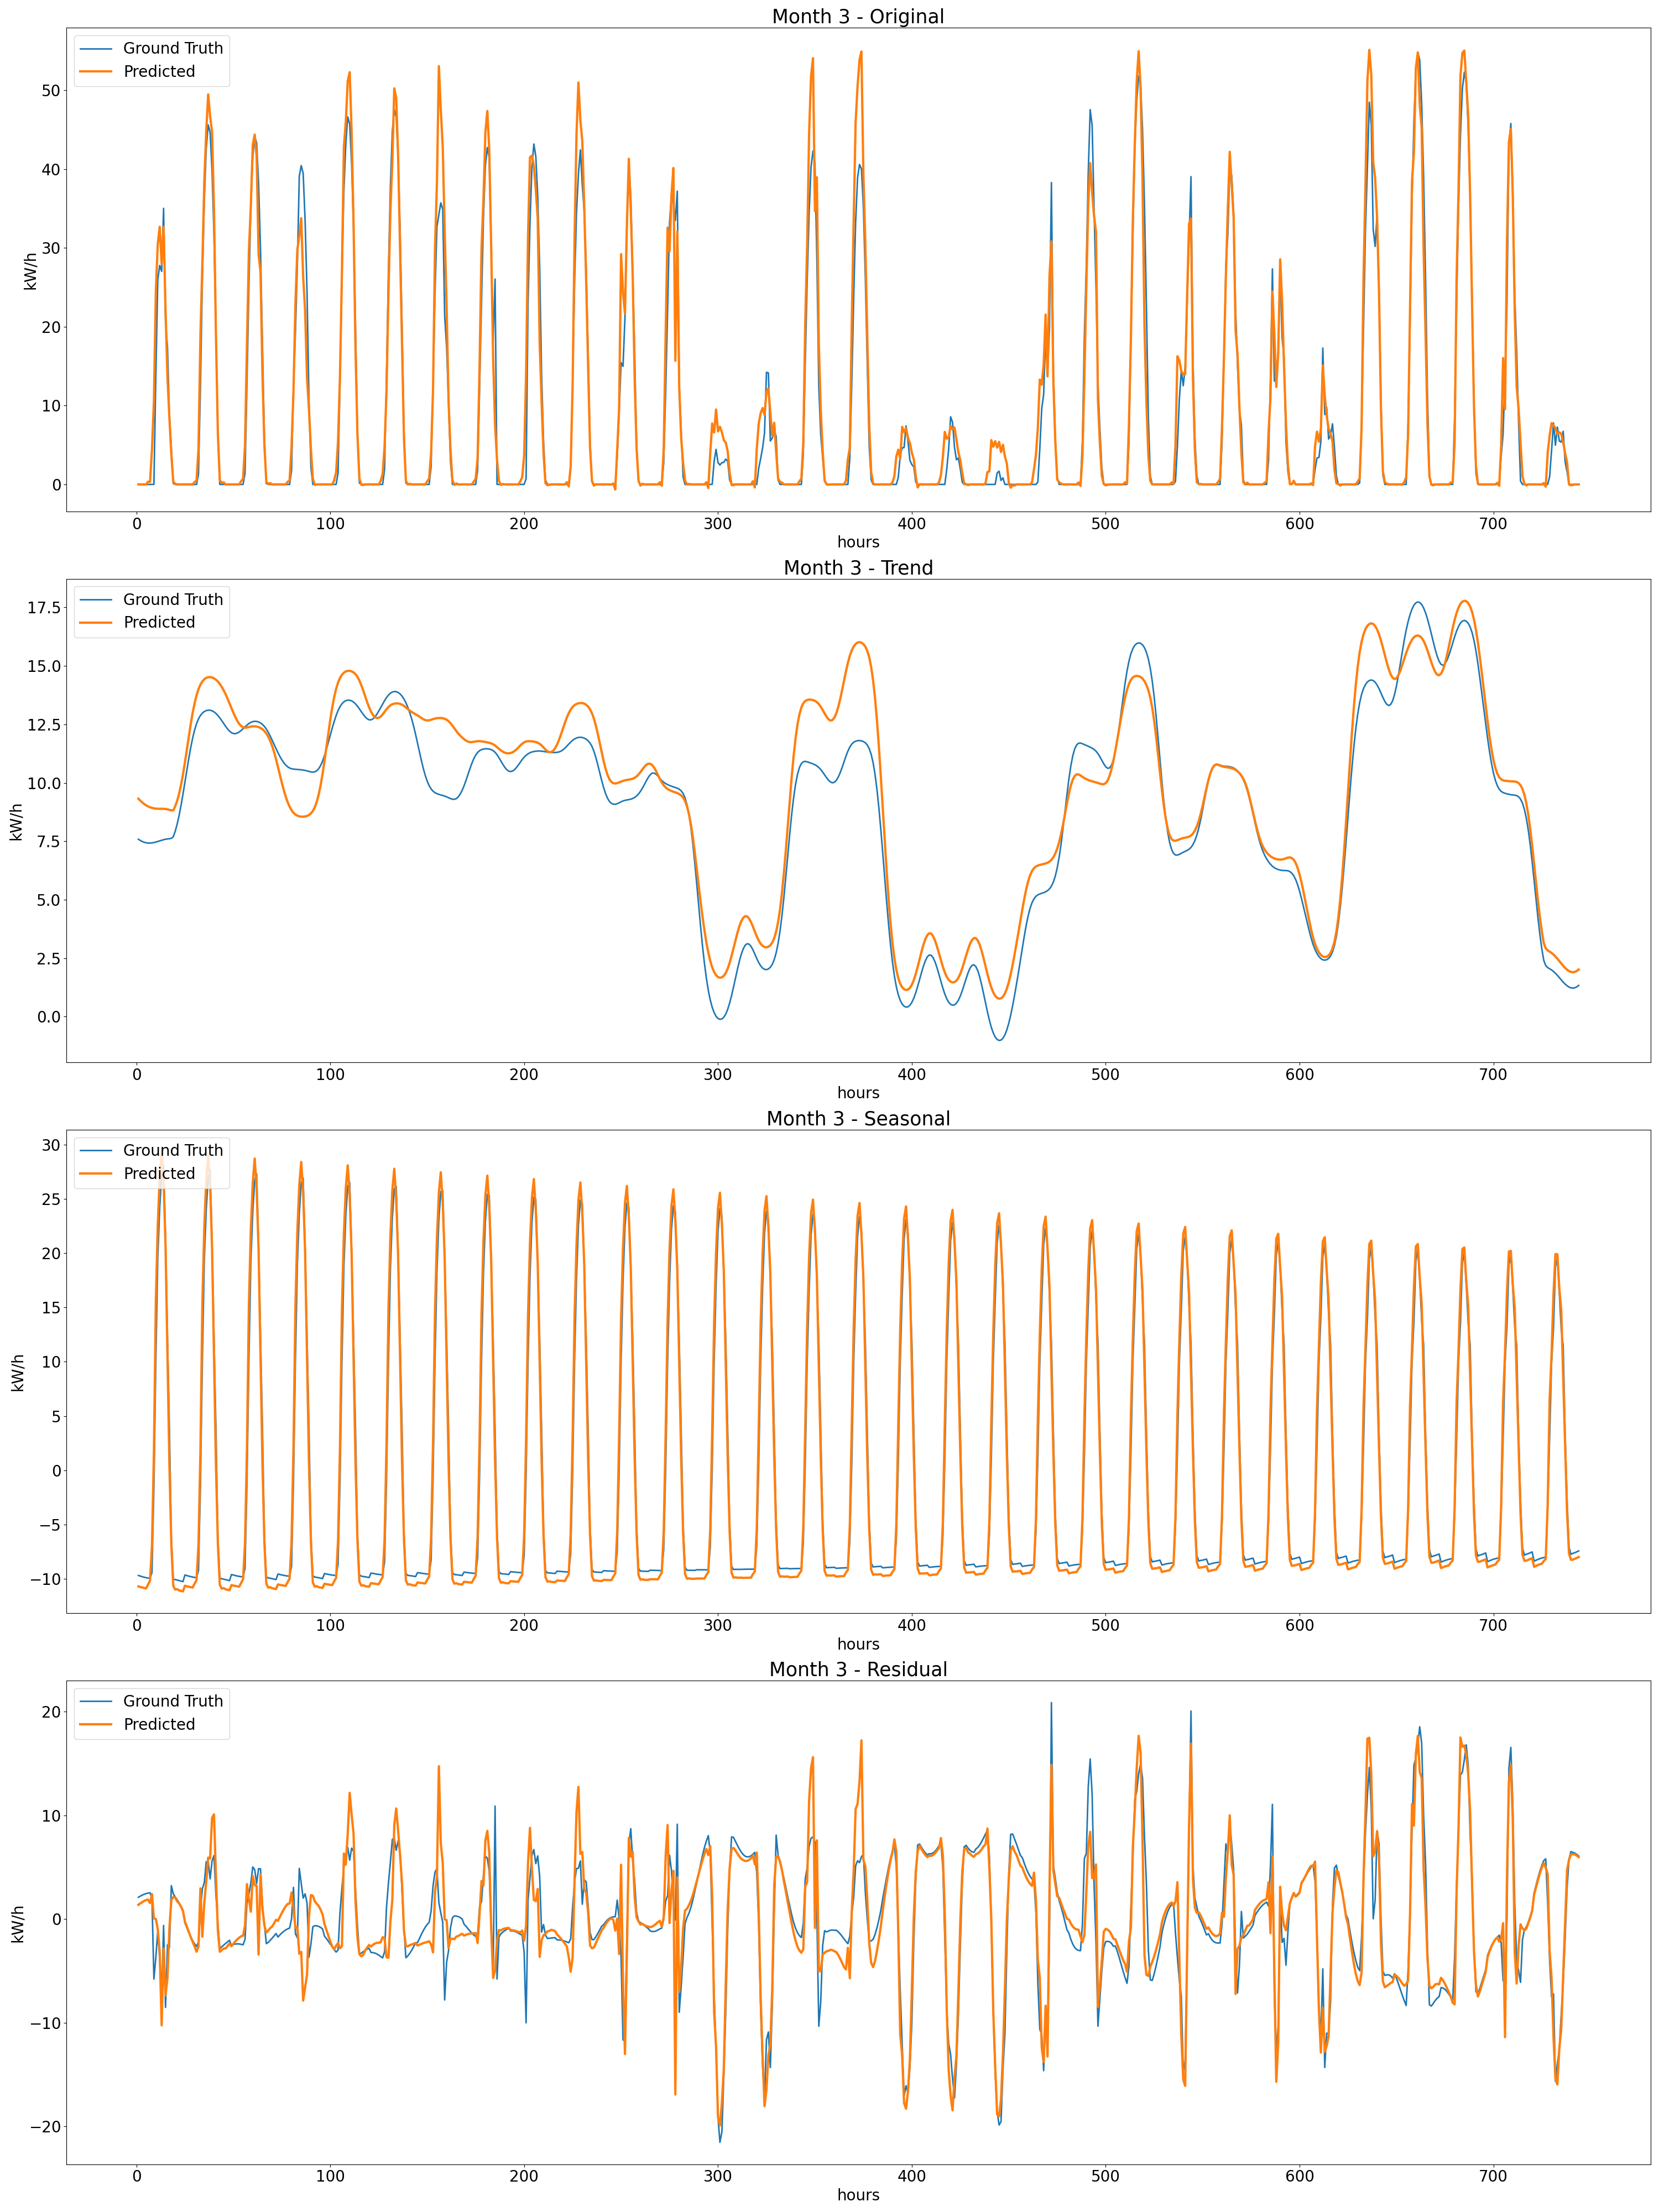 Month 3 - Original
Ground Truth
Predicted
kW/h
50
40
30
20
10
0
0 100 200 300 400 500 600 700
hours
Month 3 - Trend
Ground Truth
Predicted
kW/h
17.5
15.0
12.5
10.0
7.5
5.0
2.5
0.0
0 100 200 300 400 500 600 700
hours
Month 3 - Seasonal
Ground Truth
Predicted
kW/h
30
25
20
15
10
5
0
−5
−10
0 100 200 300 400 500 600 700
hours
Month 3 - Residual
Ground Truth
Predicted
kW/h
20
10
0
−10
−20
0 100 200 300 400 500 600 700
hours